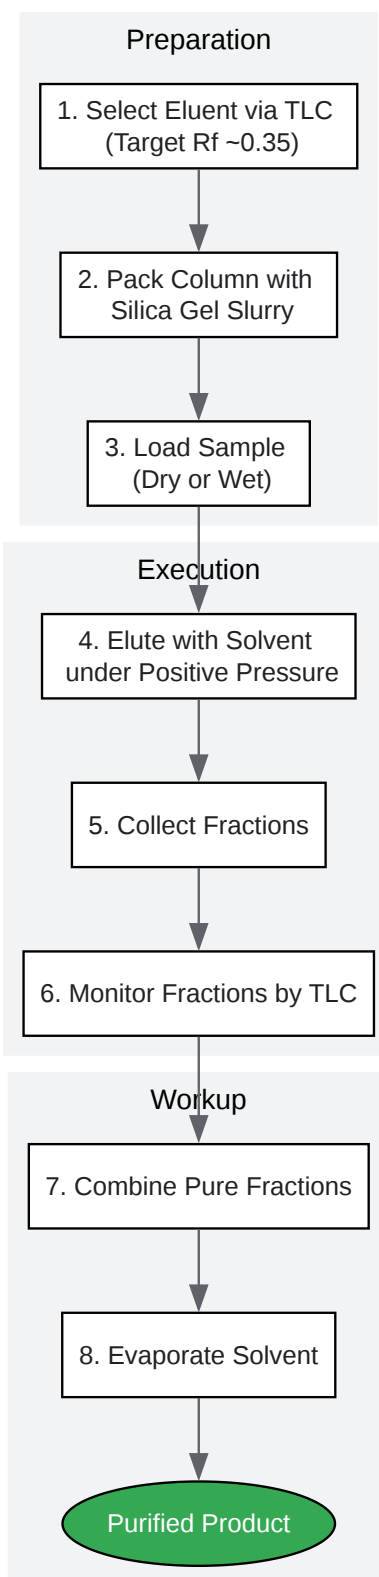 Preparation
1. Select Eluent via TLC
(Target Rf ~0.35)
2. Pack Column with
Silica Gel Slurry
3. Load Sample
(Dry or Wet)
Execution
4. Elute with Solvent
under Positive Pressure
5. Collect Fractions
6. Monitor Fractions by TLC
Workup
7. Combine Pure Fractions
8. Evaporate Solvent
Purified Product